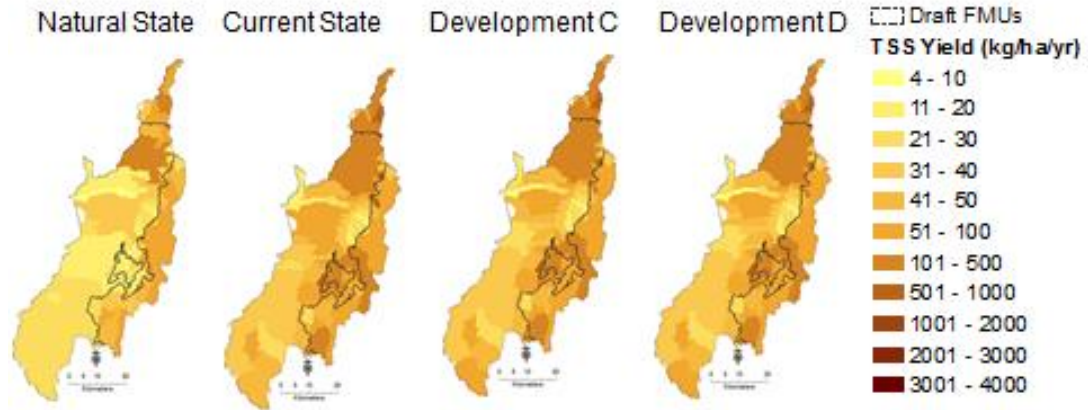 Natural State
Current State
Development C
Development D
Draft FMUs
TSS Yield (kg/ha/yr)
4 - 10
11 - 20
21 - 30
31 - 40
41 - 50
51 - 100
101 - 500
501 - 1000
1001 - 2000
2001 - 3000
3001 - 4000